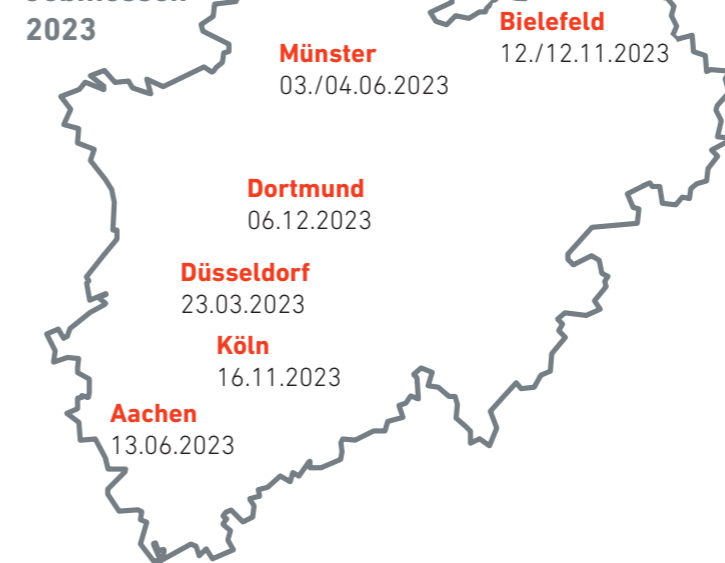 2023
Bielefeld
12./12.11.2023
Münster
03./04.06.2023
Dortmund
06.12.2023
Düsseldorf
23.03.2023
Köln
16.11.2023
Aachen
13.06.2023